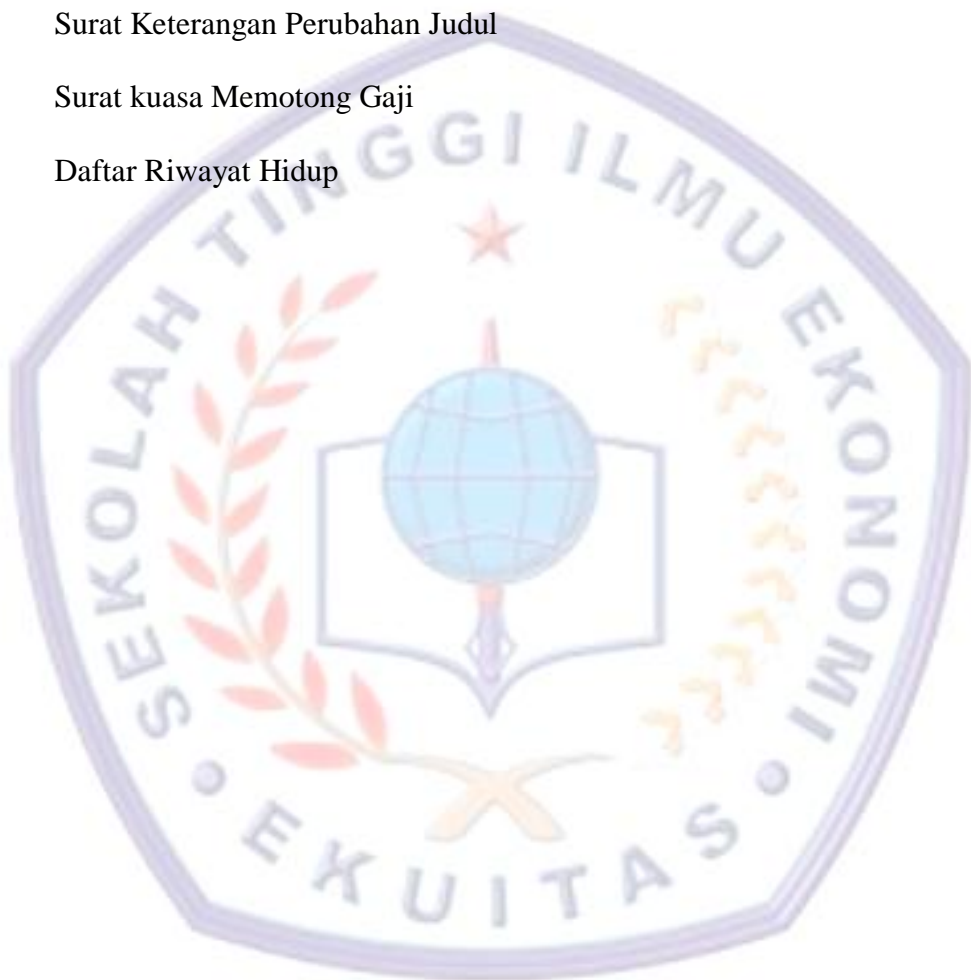 Surat Keterangan Perubahan Judul
Surat kuasa Memotong Gaji
Daftar Riwayat Hidup
SEKOLAH TINGGI ILMU EKONOMI
• EKUITAS •